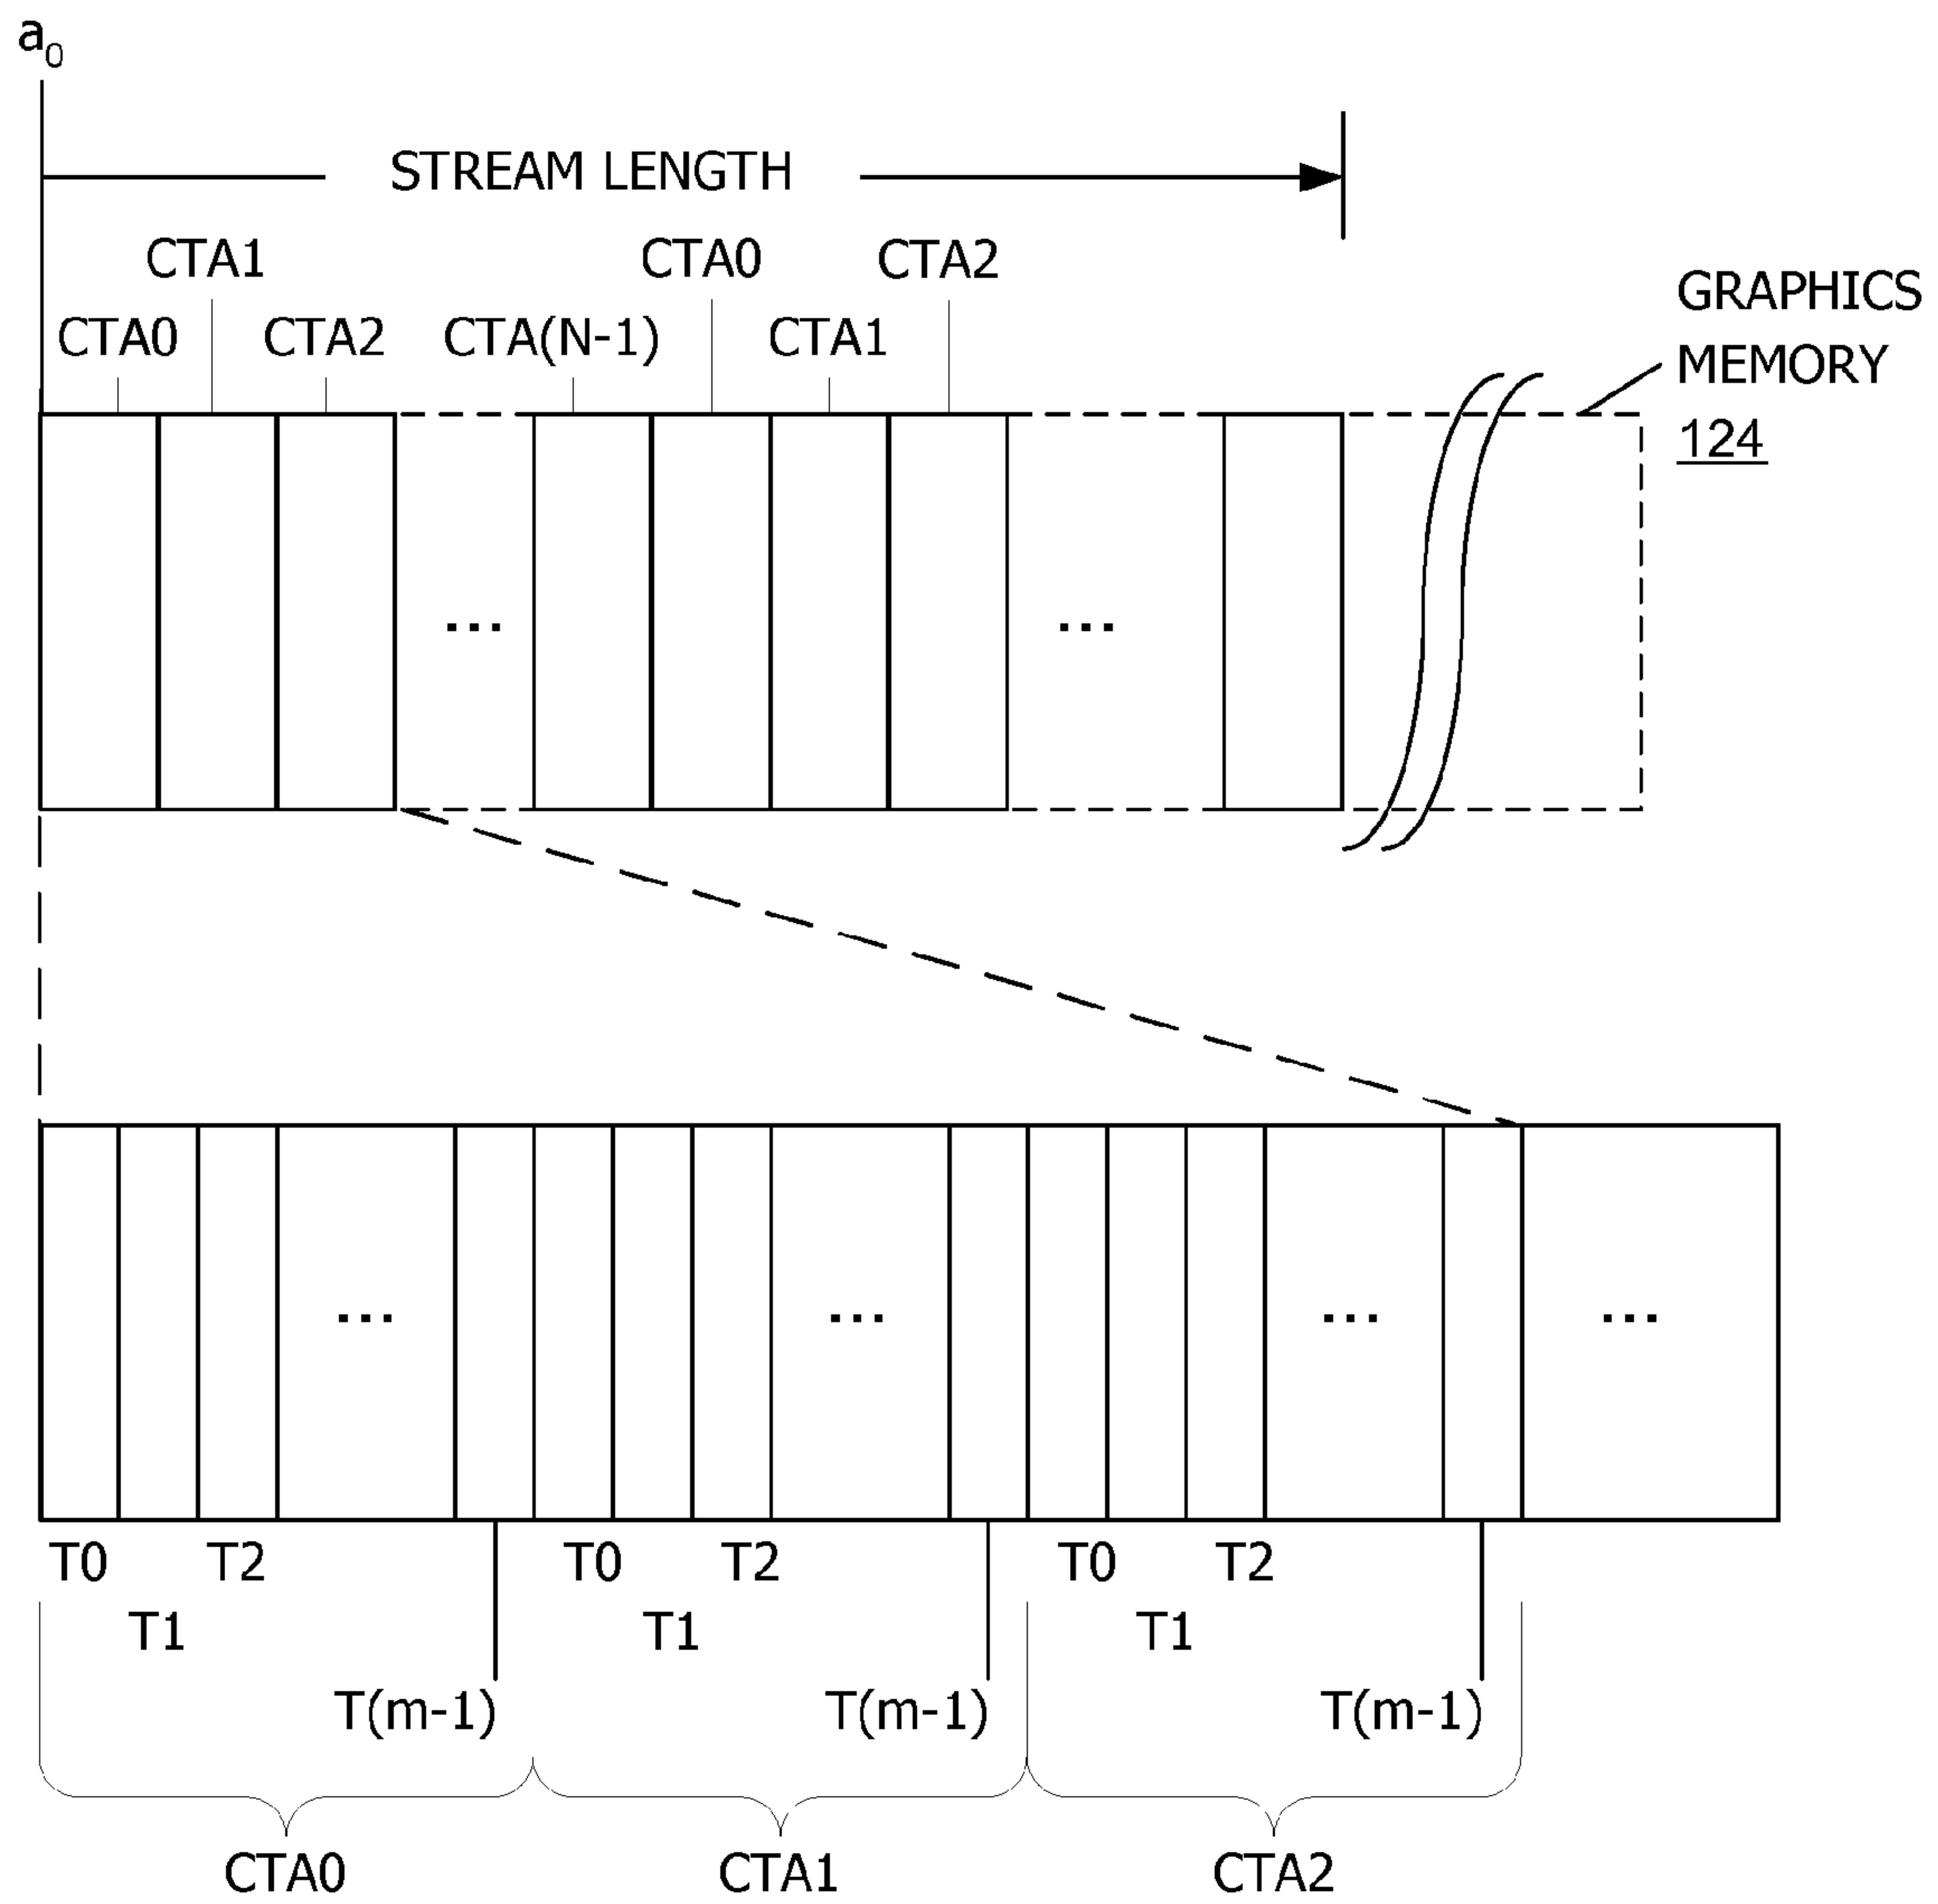 a0
STREAM LENGTH
CTA1 CTA0 CTA2
CTA0 CTA2 CTA(N-1) CTA1
GRAPHICS
MEMORY
124
... ...
... ... ... ...
T0 T2 T0 T2 T0 T2
T1 T1 T1
T(m-1) T(m-1) T(m-1)
CTA0 CTA1 CTA2